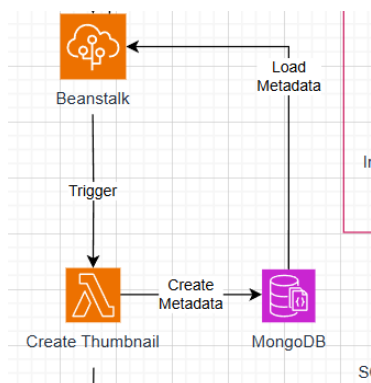 Load
Metadata
Beanstalk
Trigger
Create
Metadata
Create Thumbnail
MongoDB